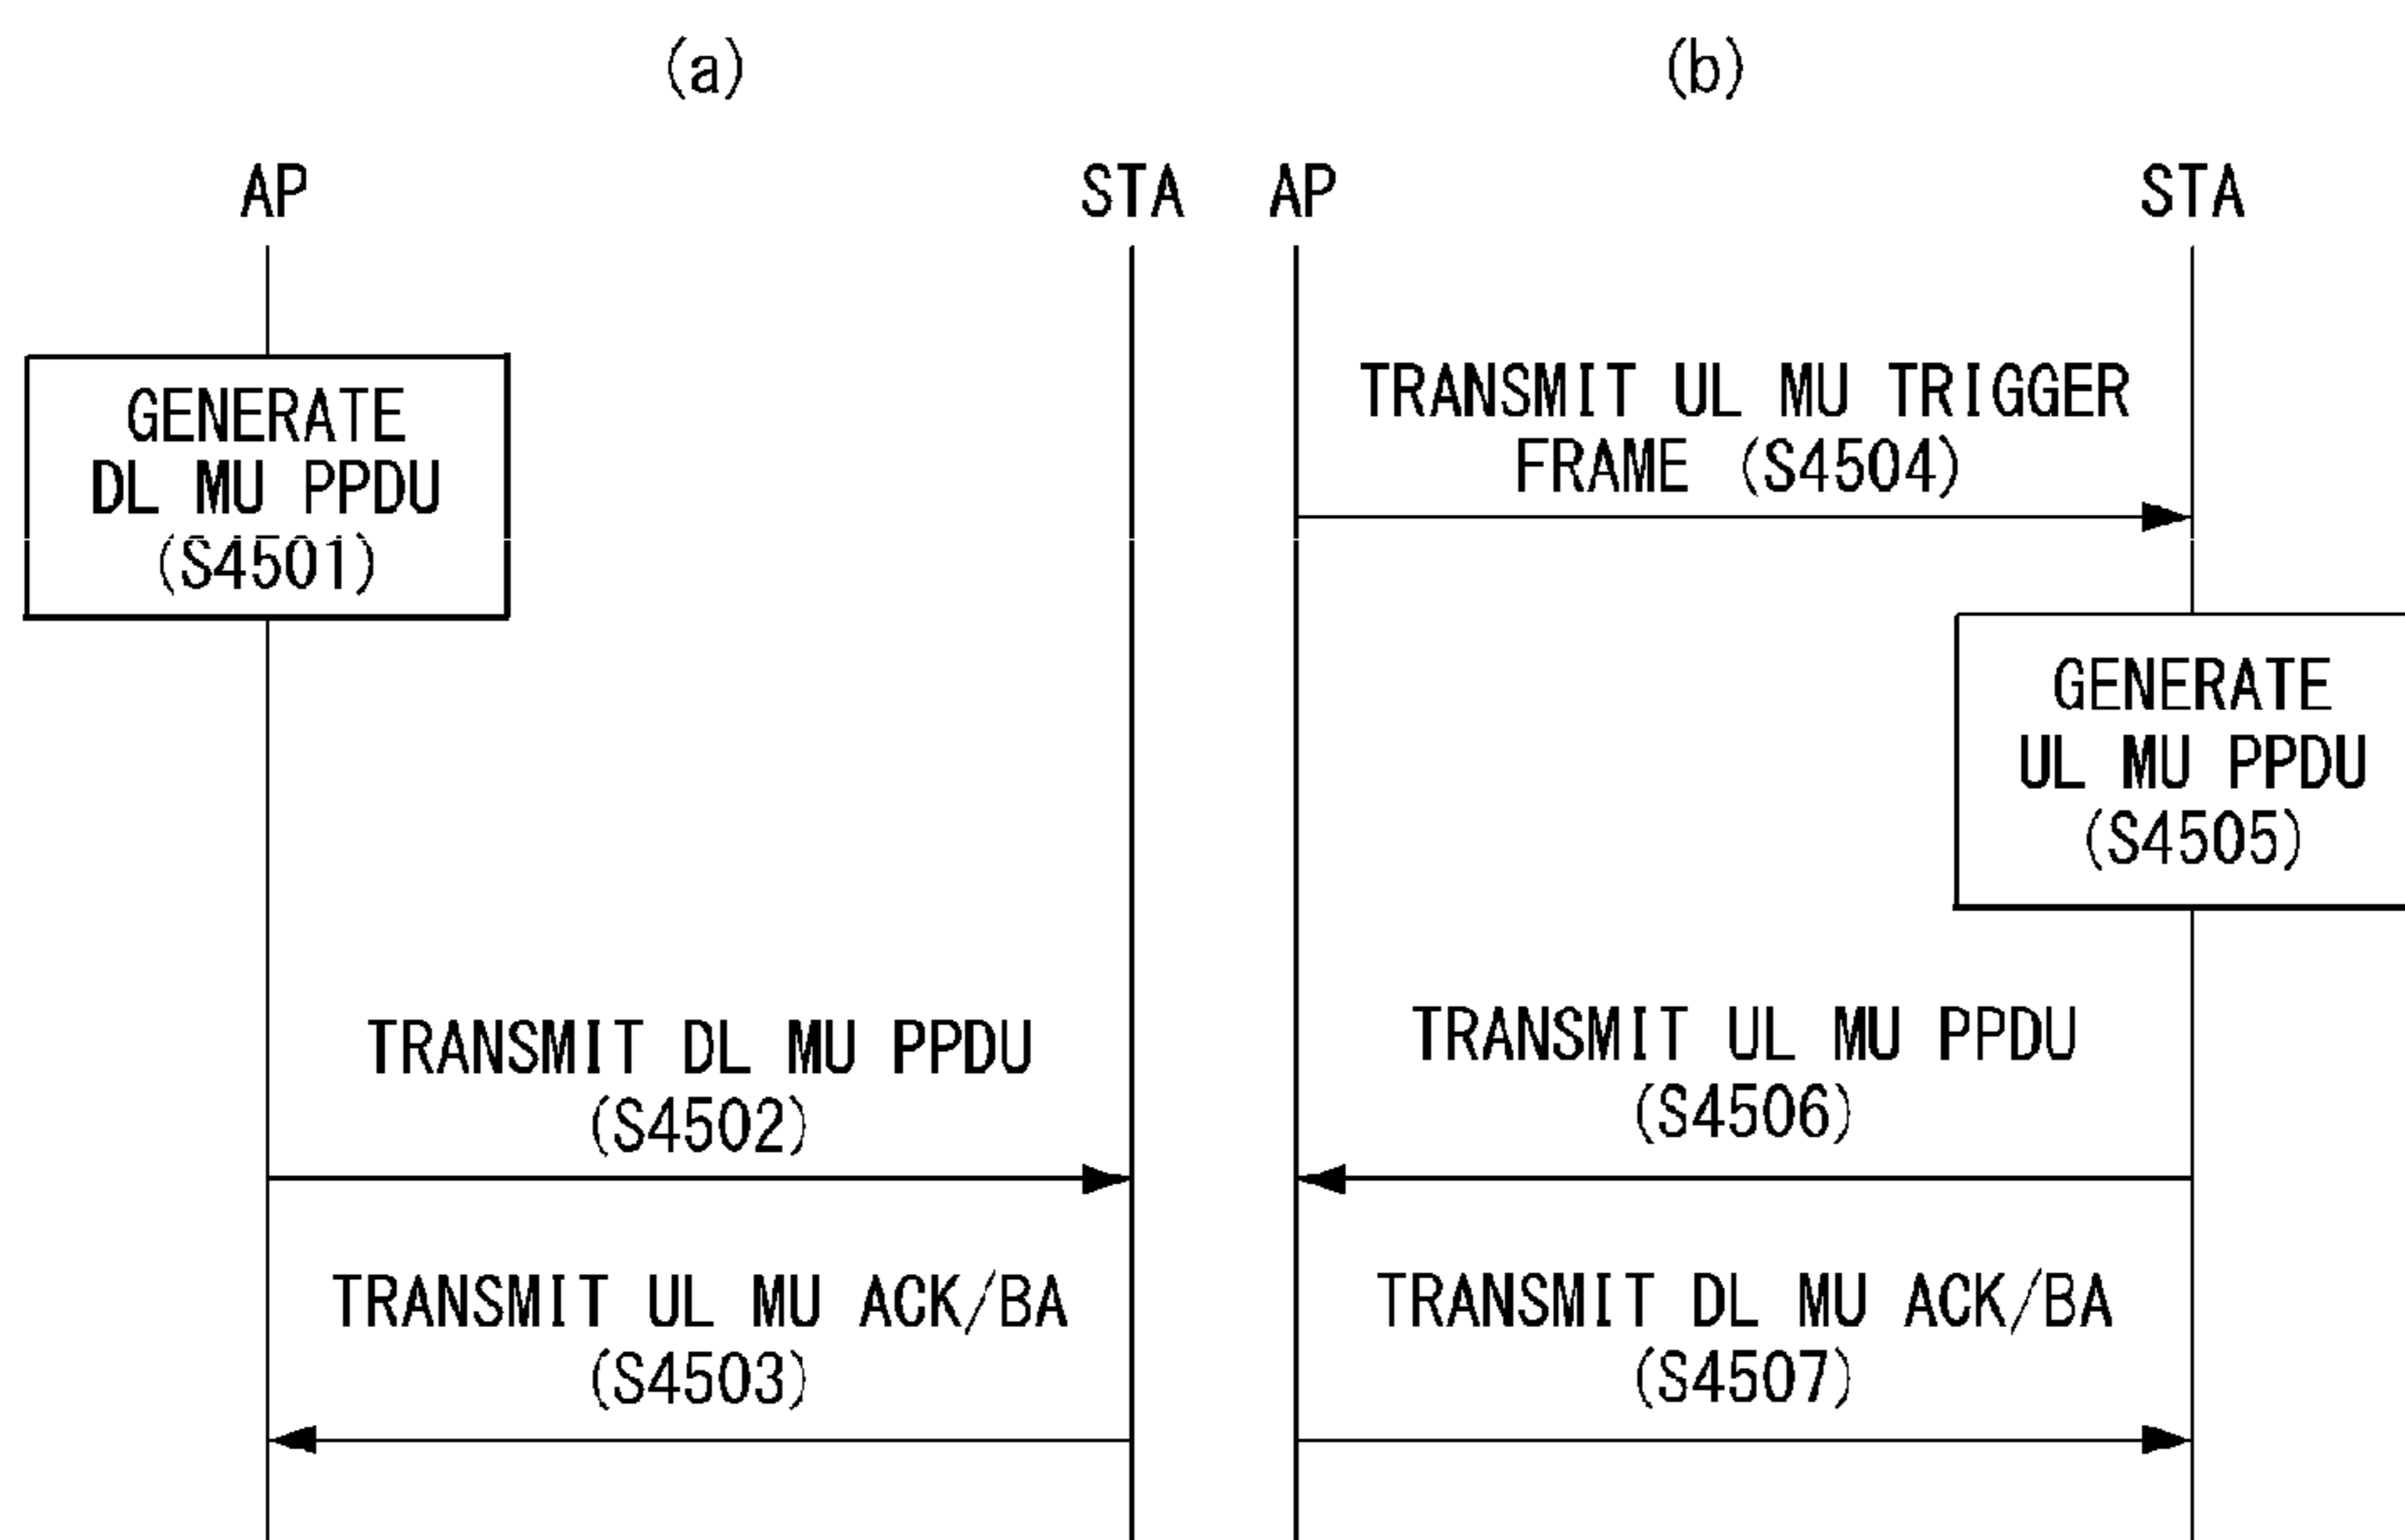 (a)
AP
STA
GENERATE
DL MU PPDU
(S4501)
TRANSMIT DL MU PPDU
(S4502)
TRANSMIT UL MU ACK/BA
(S4503)
(b)
AP
STA
TRANSMIT UL MU TRIGGER
FRAME (S4504)
GENERATE
UL MU PPDU
(S4505)
TRANSMIT UL MU PPDU
(S4506)
TRANSMIT DL MU ACK/BA
(S4507)